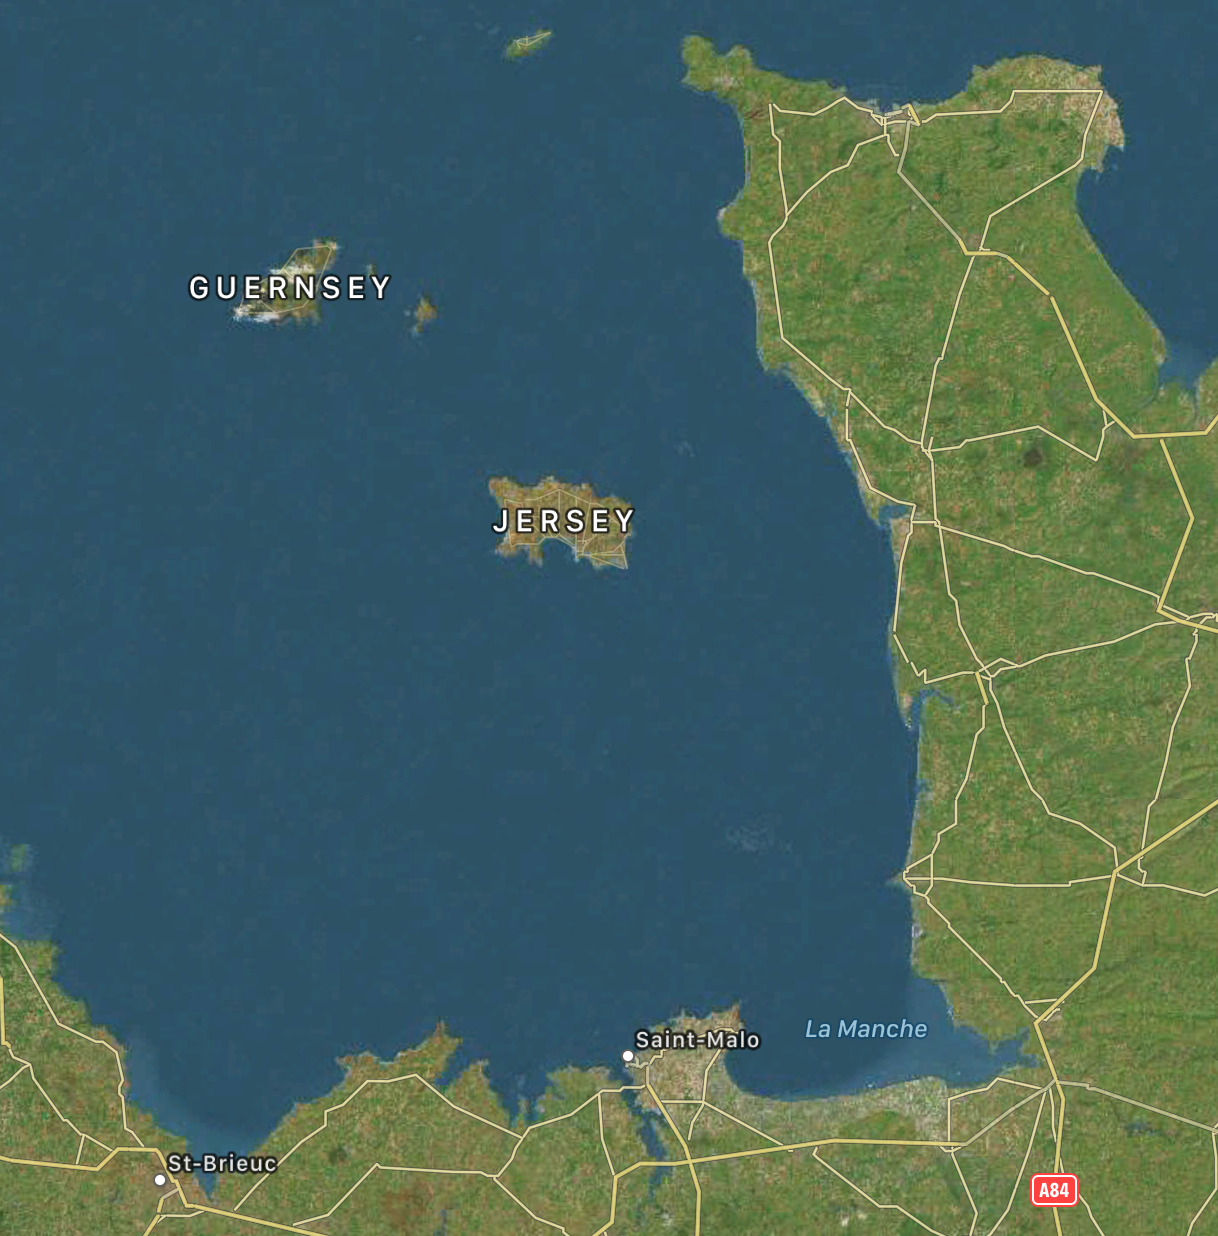 GUERNSEY
JERSEY
Saint-Malo
La Manche
St-Brieuc
A84